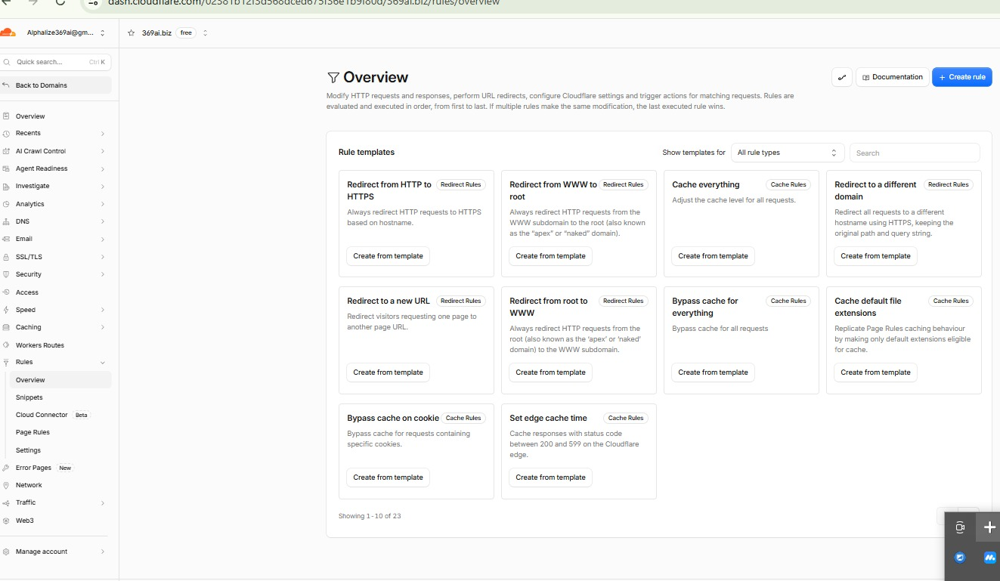 Alphalize369ai@gm...
369ai.biz free
Quick search... Ctrl K
Back to Domains
Overview
Recents
AI Crawl Control
Agent Readiness
Investigate
Analytics
DNS
Email
SSL/TLS
Security
Access
Speed
Caching
Workers Routes
Rules
Overview
Snippets
Cloud Connector Beta
Page Rules
Settings
Error Pages New
Network
Traffic
Web3
Manage account
Overview
Documentation
+ Create rule
Modify HTTP requests and responses, perform URL redirects, configure Cloudflare settings and trigger actions for matching requests. Rules are
evaluated and executed in order, from first to last. If multiple rules make the same modification, the last executed rule wins.
Rule templates
Show templates for All rule types Search
Redirect from HTTP to
HTTPS
Redirect Rules
Always redirect HTTP requests to HTTPS
based on hostname.
Create from template
Redirect from WWW to
root
Redirect Rules
Always redirect HTTP requests from the
WWW subdomain to the root (also known
as the “apex” or “naked” domain).
Create from template
Cache everything
Cache Rules
Adjust the cache level for all requests.
Create from template
Redirect to a different
domain
Redirect Rules
Redirect all requests to a different
hostname using HTTPS, keeping the
original path and query string.
Create from template
Redirect to a new URL
Redirect Rules
Redirect visitors requesting one page to
another page URL.
Create from template
Redirect from root to
WWW
Redirect Rules
Always redirect HTTP requests from the
root (also known as the ‘apex’ or ‘naked’
domain) to the WWW subdomain.
Create from template
Bypass cache for
everything
Cache Rules
Bypass cache for all requests
Create from template
Cache default file
extensions
Cache Rules
Replicate Page Rules caching behaviour
by making only default extensions eligible
for cache.
Create from template
Bypass cache on cookie
Cache Rules
Bypass cache for requests containing
specific cookies.
Create from template
Set edge cache time
Cache Rules
Cache responses with status code
between 200 and 599 on the Cloudflare
edge.
Create from template
Showing 1-10 of 23